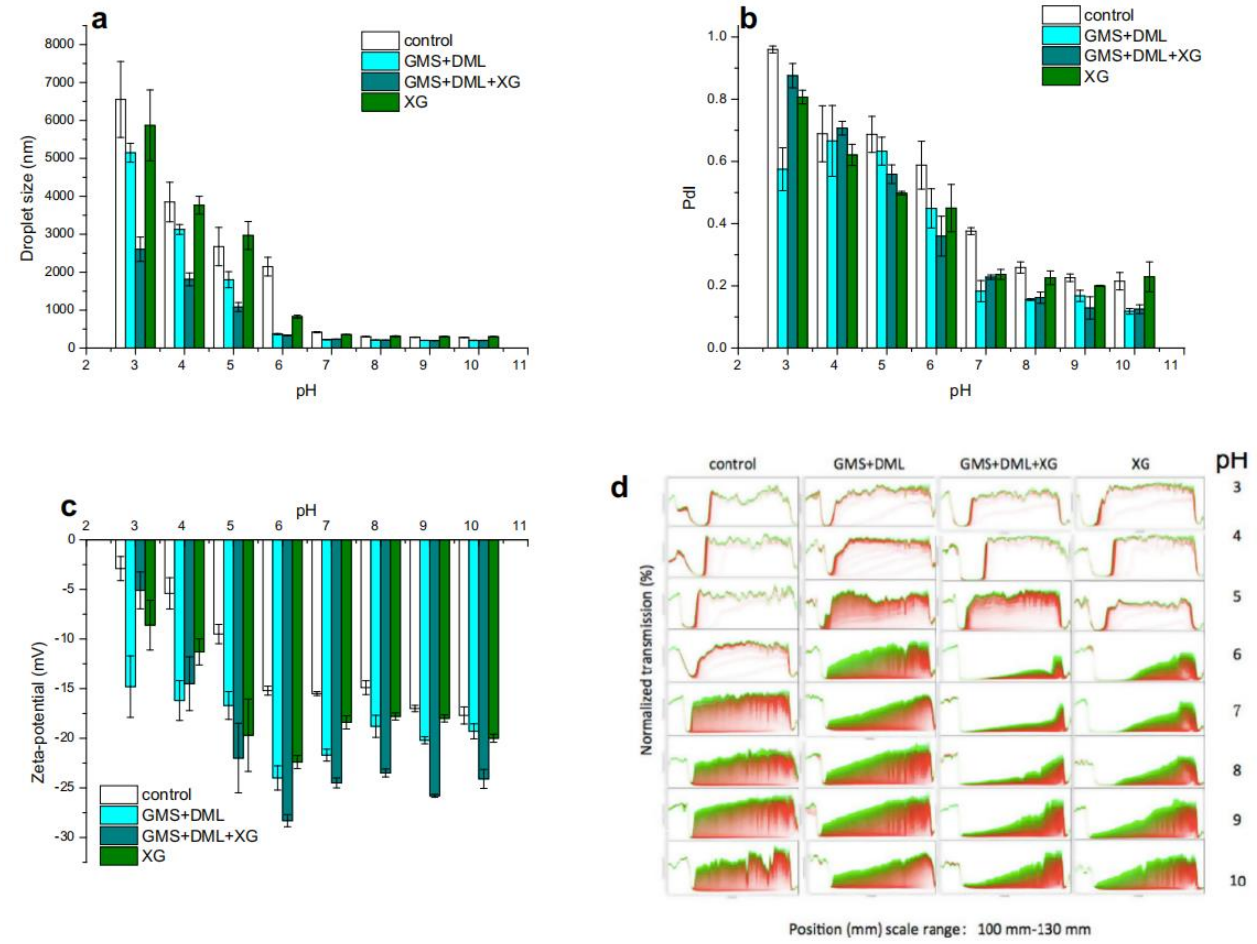 a
control
GMS+DML
GMS+DML+XG
XG
Droplet size (nm)
8000
7000
6000
5000
4000
3000
2000
1000
0
2 3 4 5 6 7 8 9 10 11
pH
b
control
GMS+DML
GMS+DML+XG
XG
PdI
1.0
0.8
0.6
0.4
0.2
0.0
2 3 4 5 6 7 8 9 10 11
pH
c
pH
2 3 4 5 6 7 8 9 10 11
Zeta-potential (mV)
0
-5
-10
-15
-20
-25
-30
control
GMS+DML
GMS+DML+XG
XG
d
control GMS+DML GMS+DML+XG XG pH
Normalized transmission (%)
3
4
5
6
7
8
9
10
Position (mm) scale range: 100 mm-130 mm